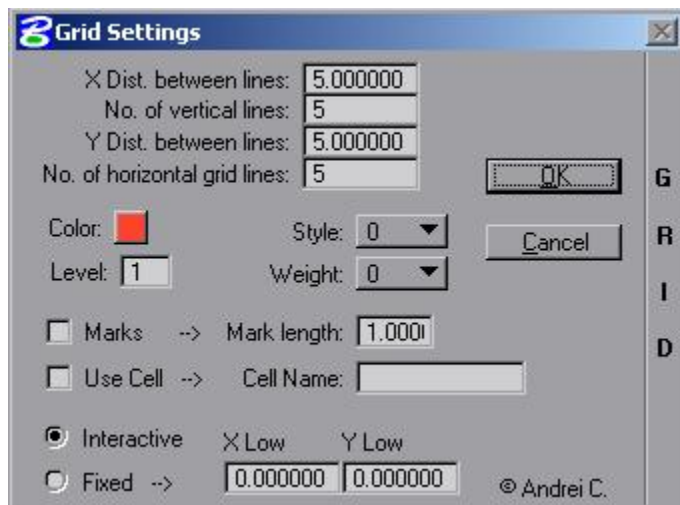 Grid Settings
X Dist. between lines: 5.000000
No. of vertical lines: 5
Y Dist. between lines: 5.000000
No. of horizontal grid lines: 5
OK
Color:
Style: 0
Cancel
Level: 1
Weight: 0
Marks --> Mark length: 1.000
Use Cell --> Cell Name:
Interactive
X Low Y Low
Fixed --> 0.000000 0.000000
© Andrei C.
G
R
I
D